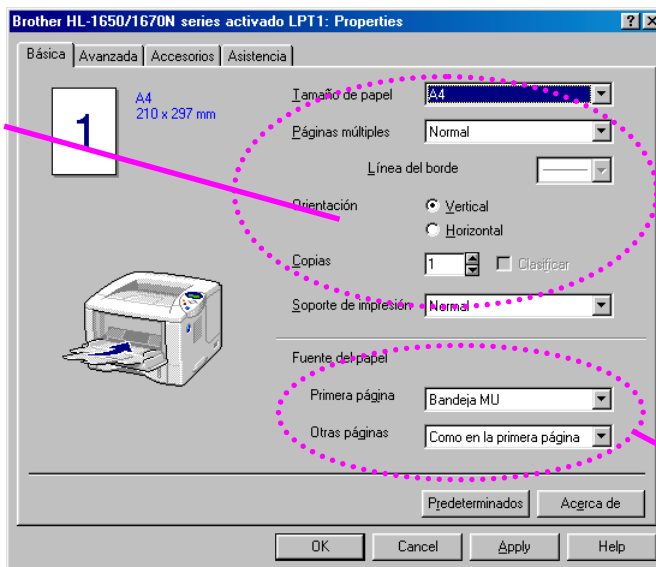 Brother HL-1650/1670N series activado LPT1: Properties
Básica Avanzada Accesorios Asistencia
1
A4
210 x 297 mm
Tamaño de papel A4
Páginas múltiples Normal
Línea del borde
Orientación Vertical
Horizontal
Copias 1 Clasificar
Soporte de impresión Normal
Fuente del papel
Primera página Bandeja MU
Otras páginas Como en la primera página
Predeterminados Acerca de
OK Cancel Apply Help